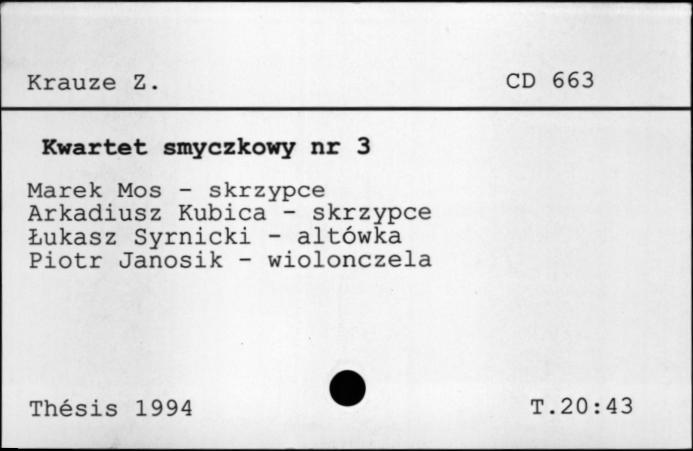 Krauze Z. CD 663
Kwartet smyczkowy nr 3
Marek Mos - skrzypce
Arkadiusz Kubica - skrzypce
Łukasz Syrnicki - altówka
Piotr Janosik - wiolonczela
Thésis 1994 T.20:43